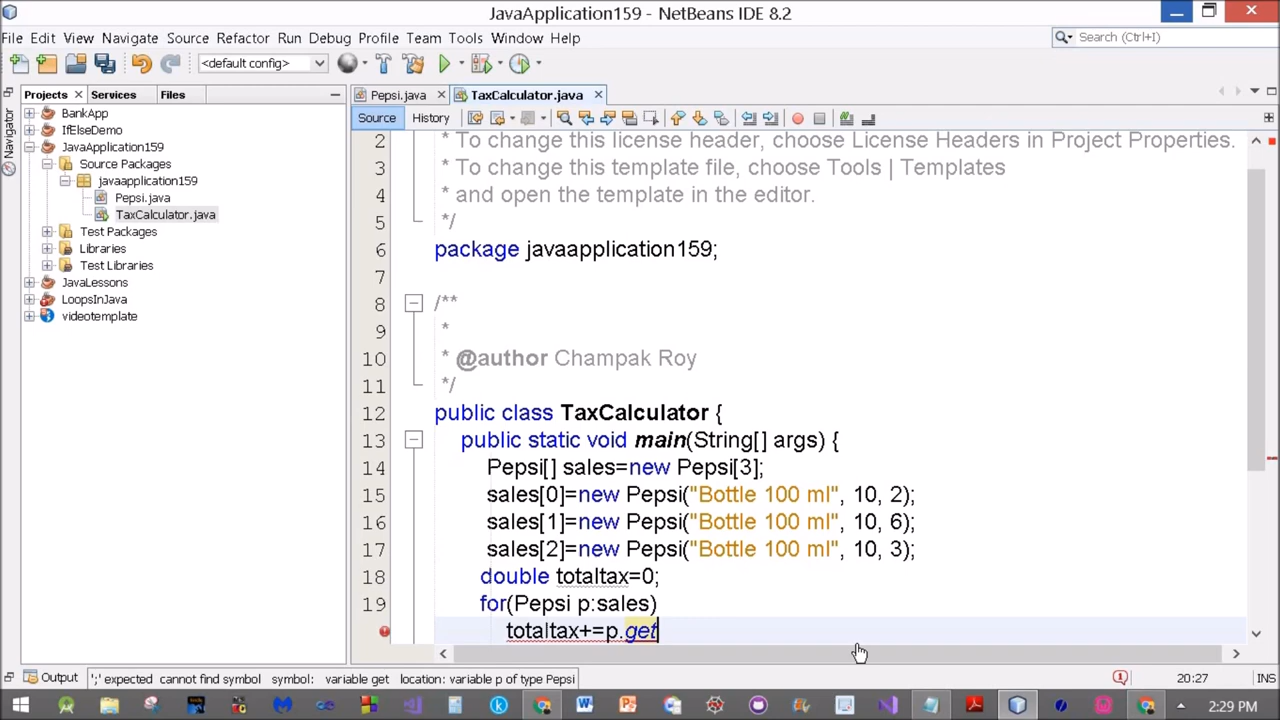 JavaApplication159 - NetBeans IDE 8.2
File Edit View Navigate Source Refactor Run Debug Profile Team Tools Window Help
Search (Ctrl+I)
<default config>
Projects Services Files
Pepsi.java TaxCalculator.java
Source History
Navigator
BankApp
IfElseDemo
JavaApplication159
Source Packages
javaapplication159
Pepsi.java
TaxCalculator.java
Test Packages
Libraries
Test Libraries
JavaLessons
LoopsInJava
videotemplate
2 * To change this license header, choose License Headers in Project Properties.
3 * To change this template file, choose Tools | Templates
4 * and open the template in the editor.
5 */
6 package javaapplication159;
7
8 /**
9 *
10 * @author Champak Roy
11 */
12 public class TaxCalculator {
13 public static void main(String[] args) {
14 Pepsi[] sales=new Pepsi[3];
15 sales[0]=new Pepsi("Bottle 100 ml", 10, 2);
16 sales[1]=new Pepsi("Bottle 100 ml", 10, 6);
17 sales[2]=new Pepsi("Bottle 100 ml", 10, 3);
18 double totaltax=0;
19 for(Pepsi p:sales)
totaltax+=p.get
Output ';' expected cannot find symbol symbol: variable get location: variable p of type Pepsi 20:27 INS
2:29 PM